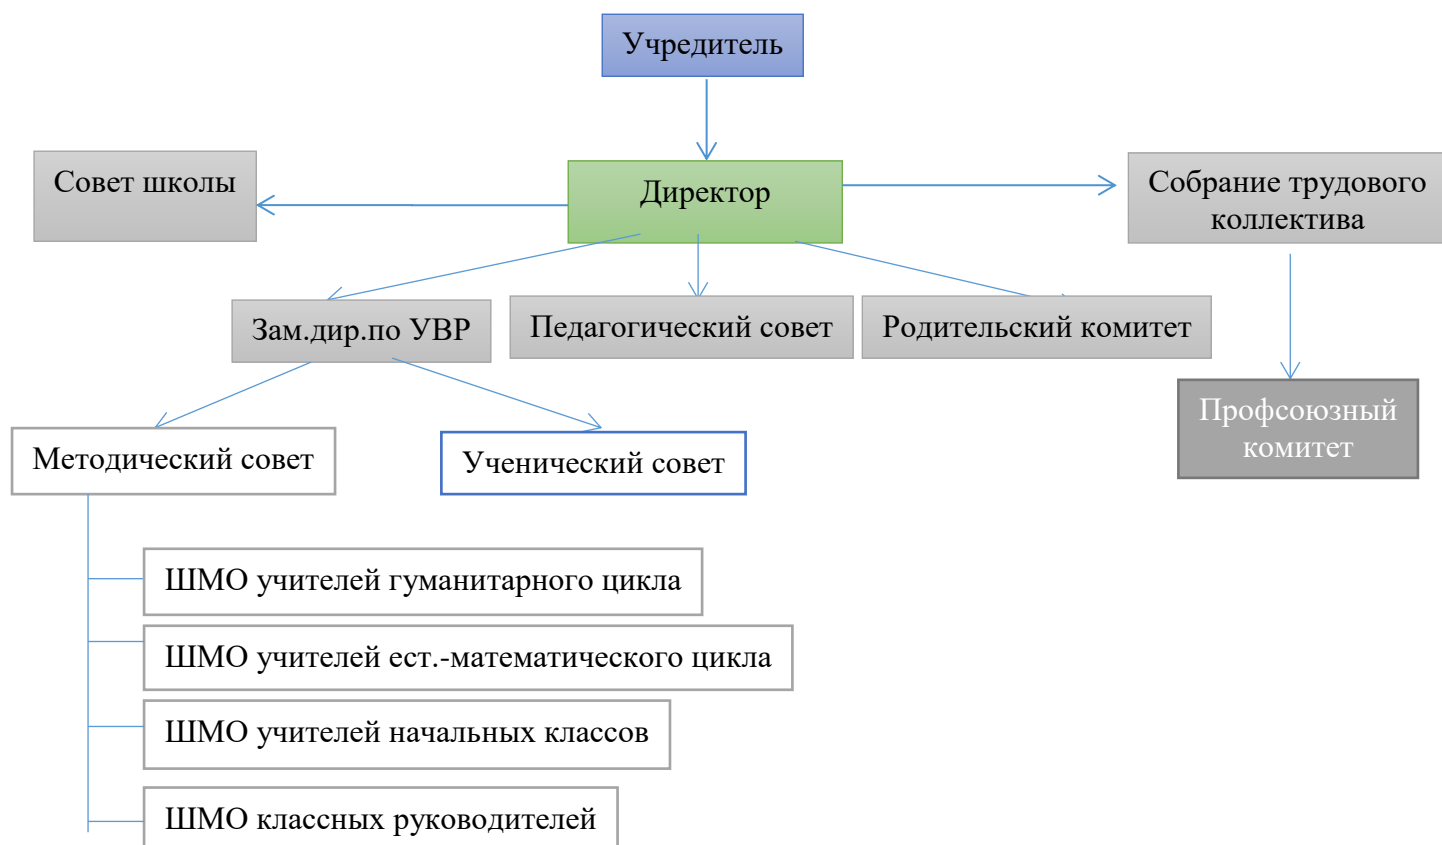 Учредитель
Совет школы
Директор
Собрание трудового
коллектива
Зам.дир.по УВР
Педагогический совет
Родительский комитет
Профсоюзный
комитет
Методический совет
Ученический совет
ШМО учителей гуманитарного цикла
ШМО учителей ест.-математического цикла
ШМО учителей начальных классов
ШМО классных руководителей